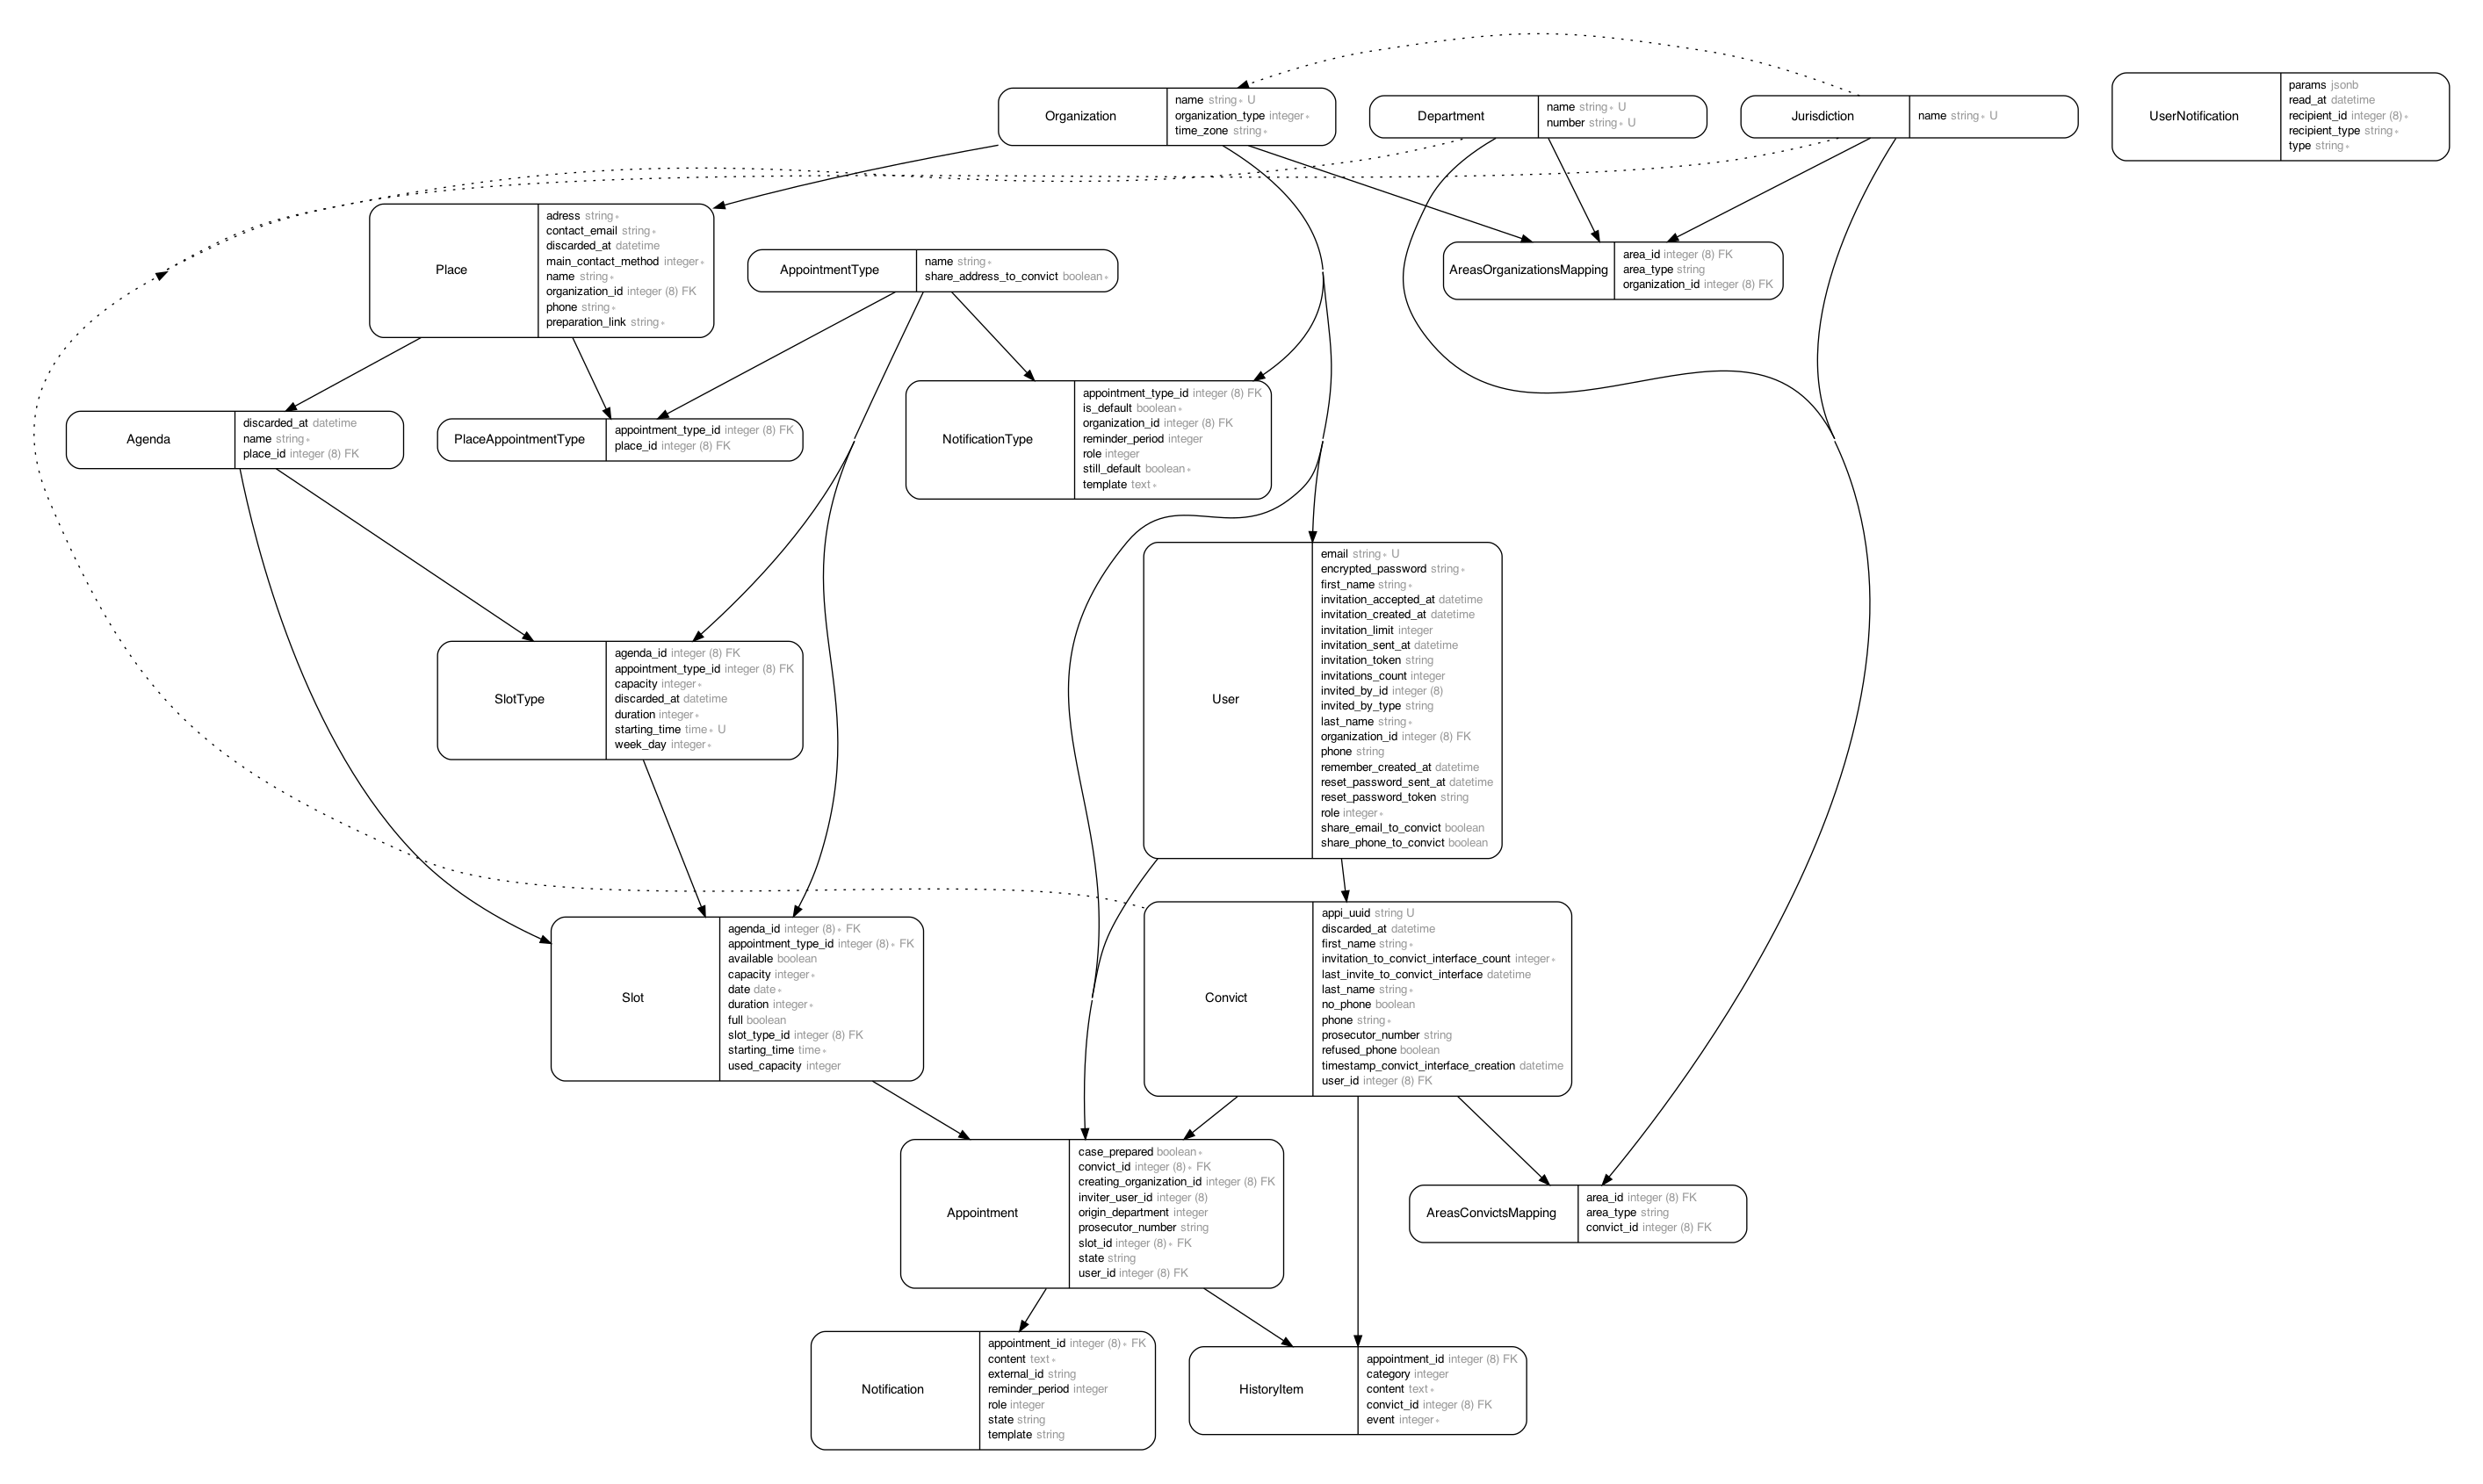 Organization
name string∗ U
organization_type integer∗
time_zone string∗
Department
name string∗ U
number string∗ U
Jurisdiction
name string∗ U
UserNotification
params jsonb
read_at datetime
recipient_id integer (8)∗
recipient_type string∗
type string∗
Place
adress string∗
contact_email string∗
discarded_at datetime
main_contact_method integer∗
name string∗
organization_id integer (8) FK
phone string∗
preparation_link string∗
AppointmentType
name string∗
share_address_to_convict boolean∗
AreasOrganizationsMapping
area_id integer (8) FK
area_type string
organization_id integer (8) FK
Agenda
discarded_at datetime
name string∗
place_id integer (8) FK
PlaceAppointmentType
appointment_type_id integer (8) FK
place_id integer (8) FK
NotificationType
appointment_type_id integer (8) FK
is_default boolean∗
organization_id integer (8) FK
reminder_period integer
role integer
still_default boolean∗
template text∗
SlotType
agenda_id integer (8) FK
appointment_type_id integer (8) FK
capacity integer∗
discarded_at datetime
duration integer∗
starting_time time∗ U
week_day integer∗
User
email string∗ U
encrypted_password string∗
first_name string∗
invitation_accepted_at datetime
invitation_created_at datetime
invitation_limit integer
invitation_sent_at datetime
invitation_token string
invitations_count integer
invited_by_id integer (8)
invited_by_type string
last_name string∗
organization_id integer (8) FK
phone string
remember_created_at datetime
reset_password_sent_at datetime
reset_password_token string
role integer∗
share_email_to_convict boolean
share_phone_to_convict boolean
Slot
agenda_id integer (8)∗ FK
appointment_type_id integer (8)∗ FK
available boolean
capacity integer∗
date date∗
duration integer∗
full boolean
slot_type_id integer (8) FK
starting_time time∗
used_capacity integer
Convict
appi_uuid string U
discarded_at datetime
first_name string∗
invitation_to_convict_interface_count integer∗
last_invite_to_convict_interface datetime
last_name string∗
no_phone boolean
phone string∗
prosecutor_number string
refused_phone boolean
timestamp_convict_interface_creation datetime
user_id integer (8) FK
Appointment
case_prepared boolean∗
convict_id integer (8)∗ FK
creating_organization_id integer (8) FK
inviter_user_id integer (8)
origin_department integer
prosecutor_number string
slot_id integer (8)∗ FK
state string
user_id integer (8) FK
AreasConvictsMapping
area_id integer (8) FK
area_type string
convict_id integer (8) FK
Notification
appointment_id integer (8)∗ FK
content text∗
external_id string
reminder_period integer
role integer
state string
template string
HistoryItem
appointment_id integer (8) FK
category integer
content text∗
convict_id integer (8) FK
event integer∗